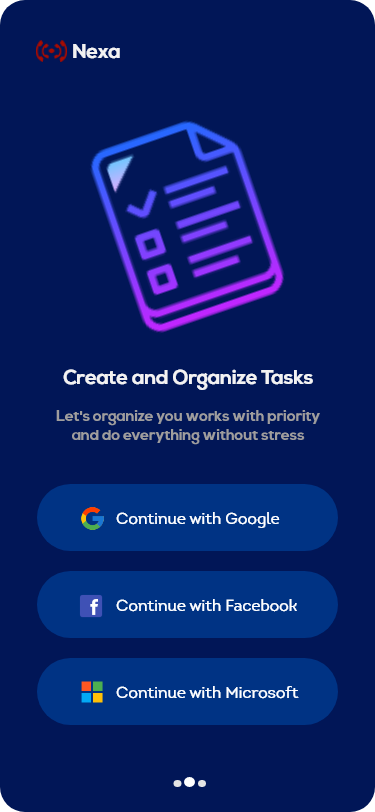 Nexa
Create and Organize Tasks
Let's organize you works with priority
and do everything without stress
Continue with Google
Continue with Facebook
Continue with Microsoft